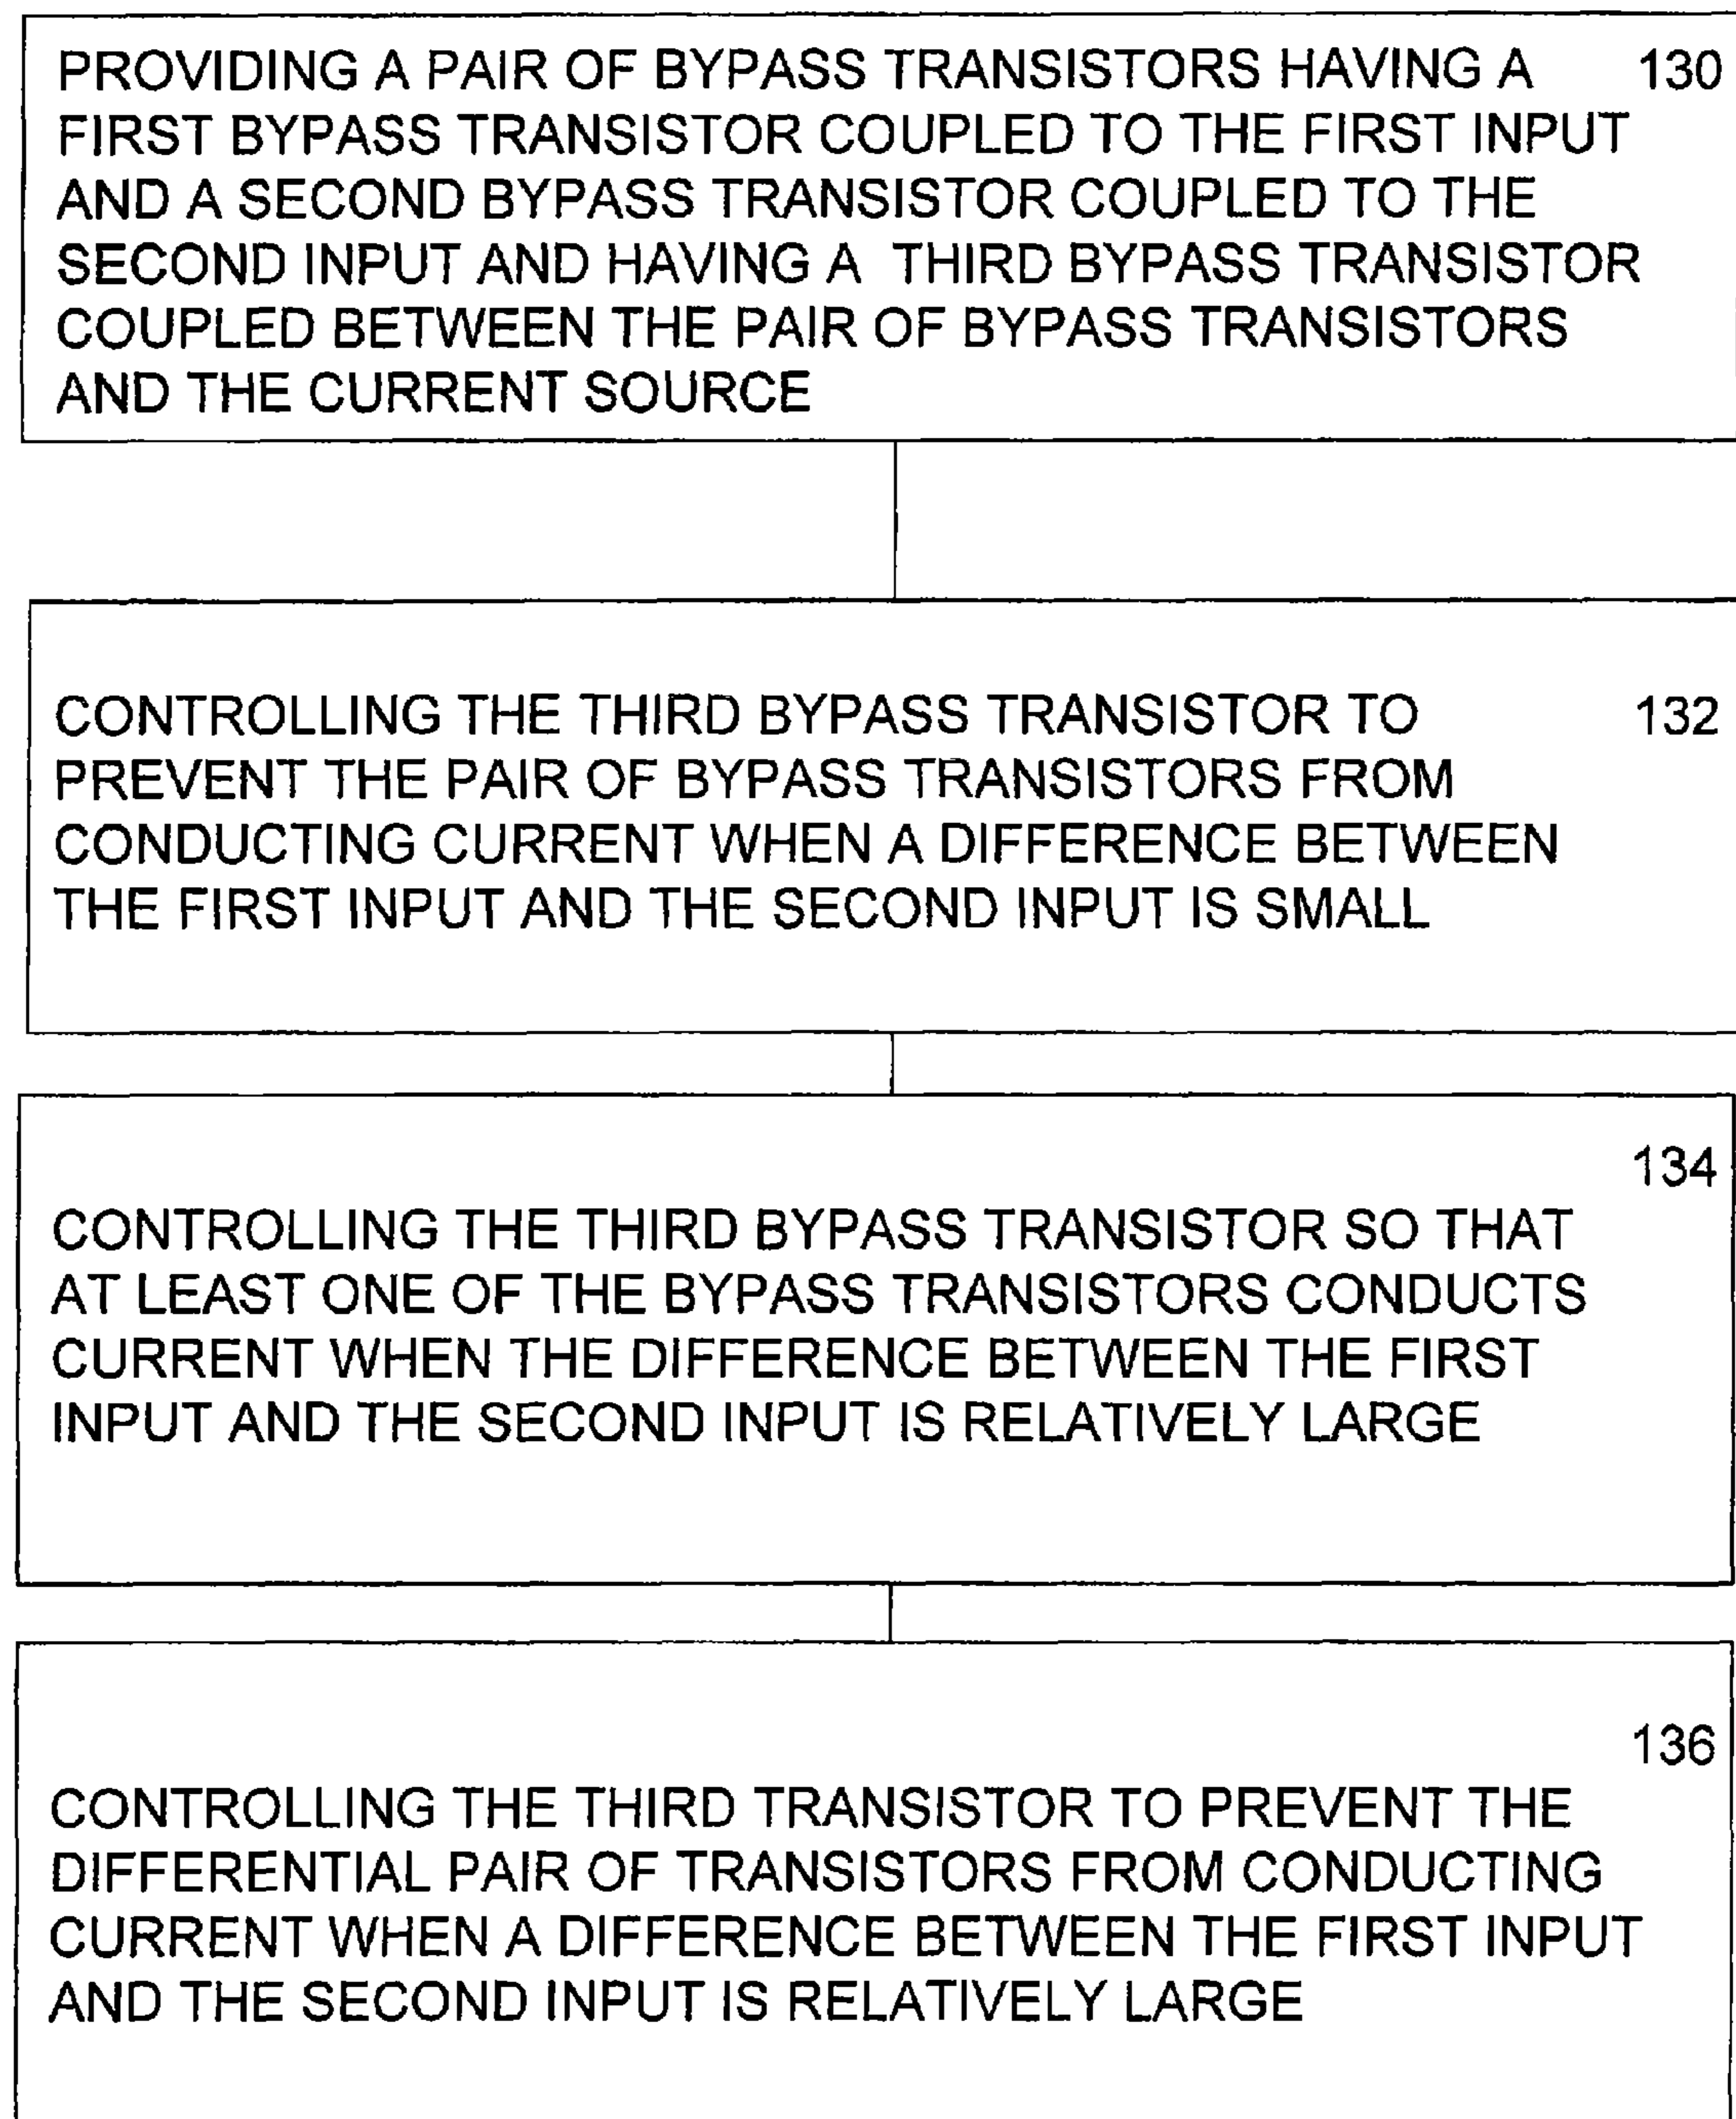 PROVIDING A PAIR OF BYPASS TRANSISTORS HAVING A 130
FIRST BYPASS TRANSISTOR COUPLED TO THE FIRST INPUT
AND A SECOND BYPASS TRANSISTOR COUPLED TO THE
SECOND INPUT AND HAVING A THIRD BYPASS TRANSISTOR
COUPLED BETWEEN THE PAIR OF BYPASS TRANSISTORS
AND THE CURRENT SOURCE
CONTROLLING THE THIRD BYPASS TRANSISTOR TO 132
PREVENT THE PAIR OF BYPASS TRANSISTORS FROM
CONDUCTING CURRENT WHEN A DIFFERENCE BETWEEN
THE FIRST INPUT AND THE SECOND INPUT IS SMALL
134
CONTROLLING THE THIRD BYPASS TRANSISTOR SO THAT
AT LEAST ONE OF THE BYPASS TRANSISTORS CONDUCTS
CURRENT WHEN THE DIFFERENCE BETWEEN THE FIRST
INPUT AND THE SECOND INPUT IS RELATIVELY LARGE
136
CONTROLLING THE THIRD TRANSISTOR TO PREVENT THE
DIFFERENTIAL PAIR OF TRANSISTORS FROM CONDUCTING
CURRENT WHEN A DIFFERENCE BETWEEN THE FIRST INPUT
AND THE SECOND INPUT IS RELATIVELY LARGE